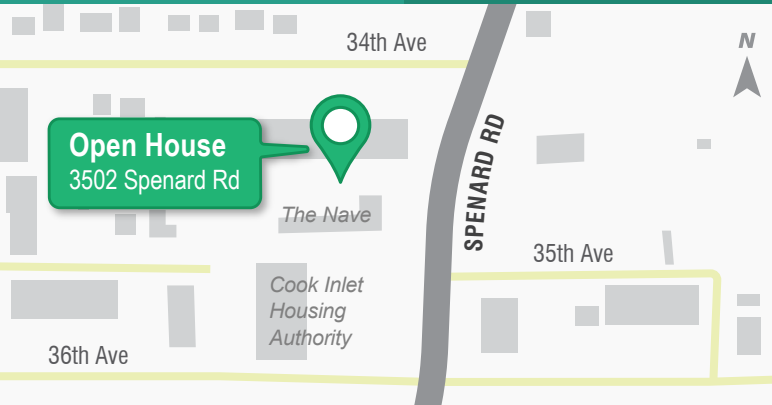 34th Ave
N
Open House
3502 Spenard Rd
SPENARD RD
The Nave
35th Ave
Cook Inlet
Housing
Authority
36th Ave